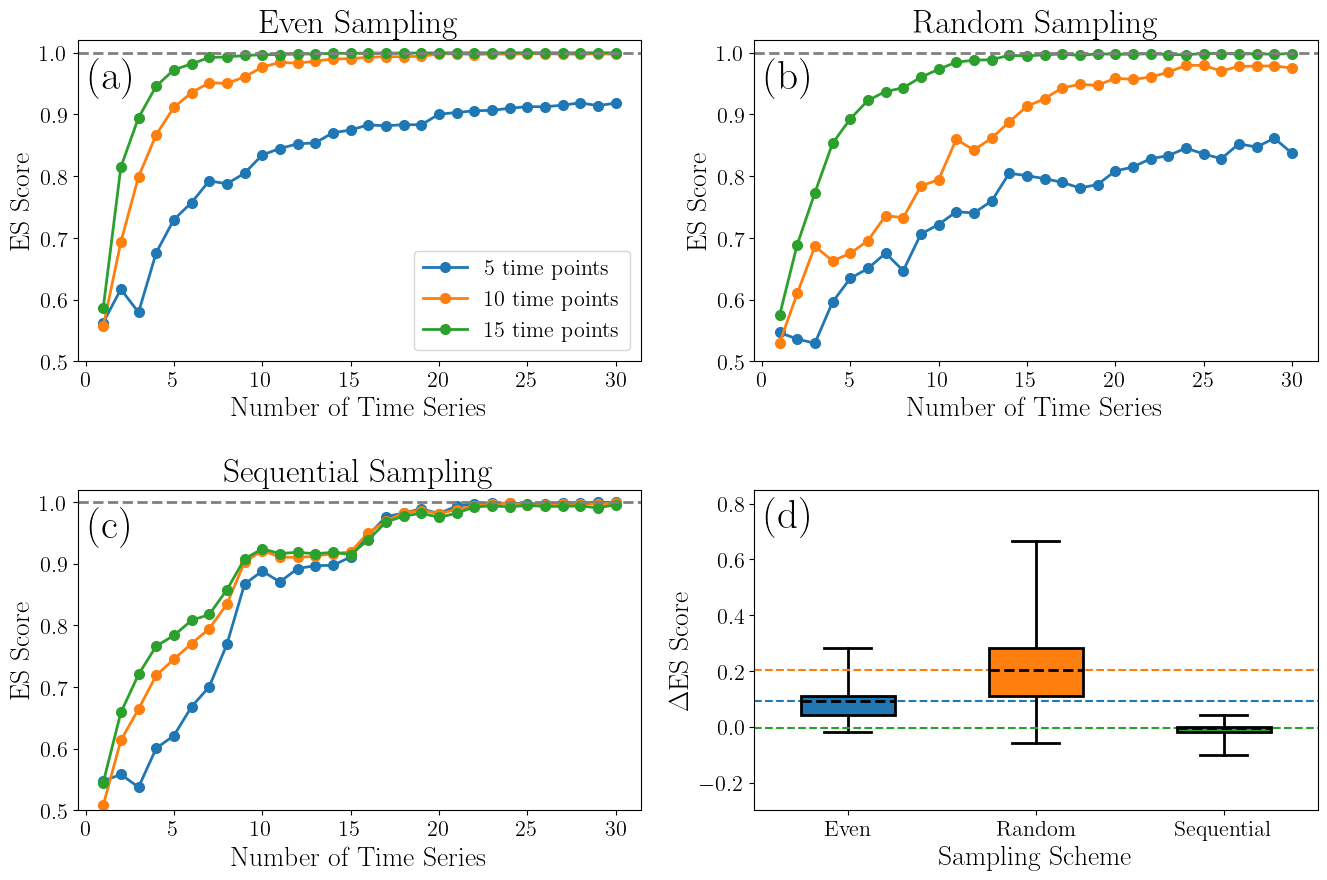 Even Sampling
(a)
ES Score
1.0
0.9
0.8
0.7
0.6
0.5
0 5 10 15 20 25 30
Number of Time Series
5 time points
10 time points
15 time points
Random Sampling
(b)
ES Score
1.0
0.9
0.8
0.7
0.6
0.5
0 5 10 15 20 25 30
Number of Time Series
Sequential Sampling
(c)
ES Score
1.0
0.9
0.8
0.7
0.6
0.5
0 5 10 15 20 25 30
Number of Time Series
(d)
ΔES Score
0.8
0.6
0.4
0.2
0.0
−0.2
Even Random Sequential
Sampling Scheme